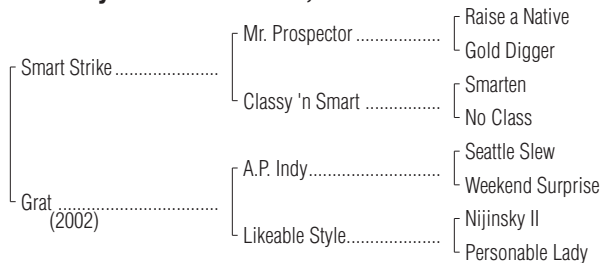 Raise a Native
Mr. Prospector
Gold Digger
Smart Strike
Smarten
Classy 'n Smart
No Class
Seattle Slew
A.P. Indy
Weekend Surprise
Grat
(2002)
Nijinsky II
Likeable Style
Personable Lady